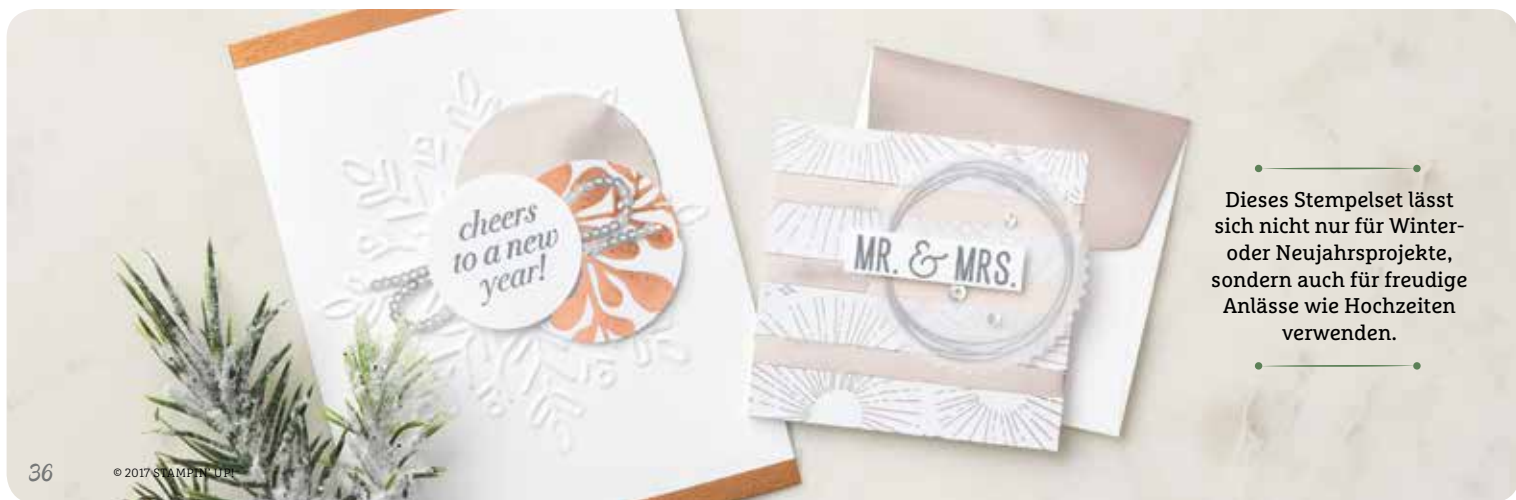 cheers
to a new
year!
MR. & MRS.
Dieses Stempelset lässt
sich nicht nur für Winter-
oder Neujahrsprojekte,
sondern auch für freudige
Anlässe wie Hochzeiten
verwenden.
36
© 2017 STAMPIN' UP!